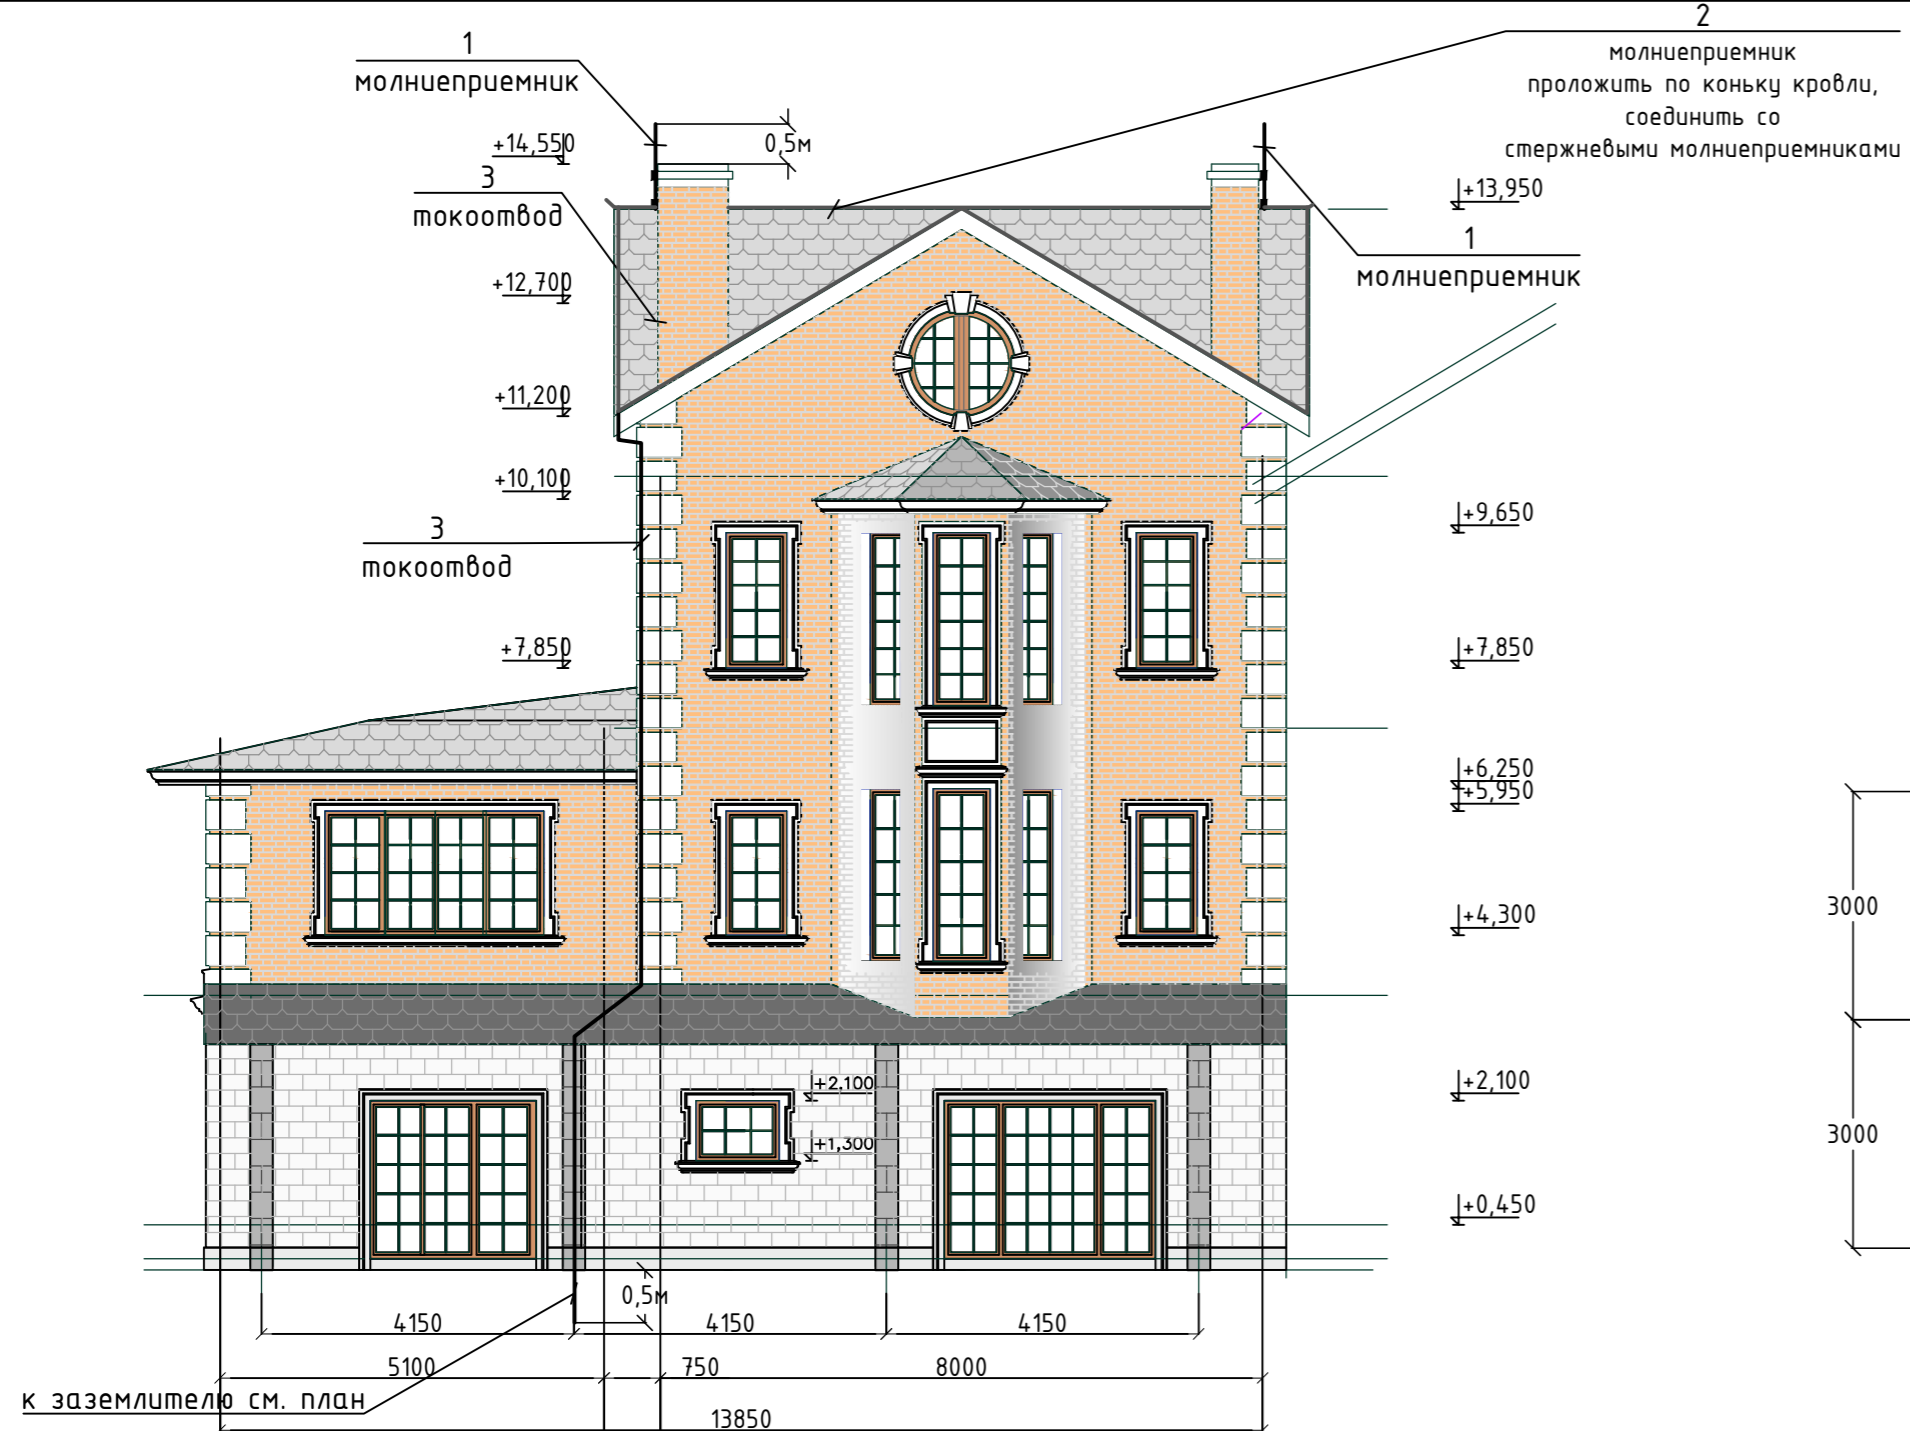 1
молниеприемник
2
молниеприемник
проложить по коньку кровли,
соединить со
стержневыми молниеприемниками
+14,550
0,5м
3
токоотвод
+13,950
1
молниеприемник
+12,700
+11,200
+10,100
+9,650
3
токоотвод
+7,850
+7,850
+6,250
+5,950
3000
+4,300
+2,100
+2,100
3000
+1,300
+0,450
0,5м
4150
4150
4150
5100
750
8000
к заземлителю см. план
13850